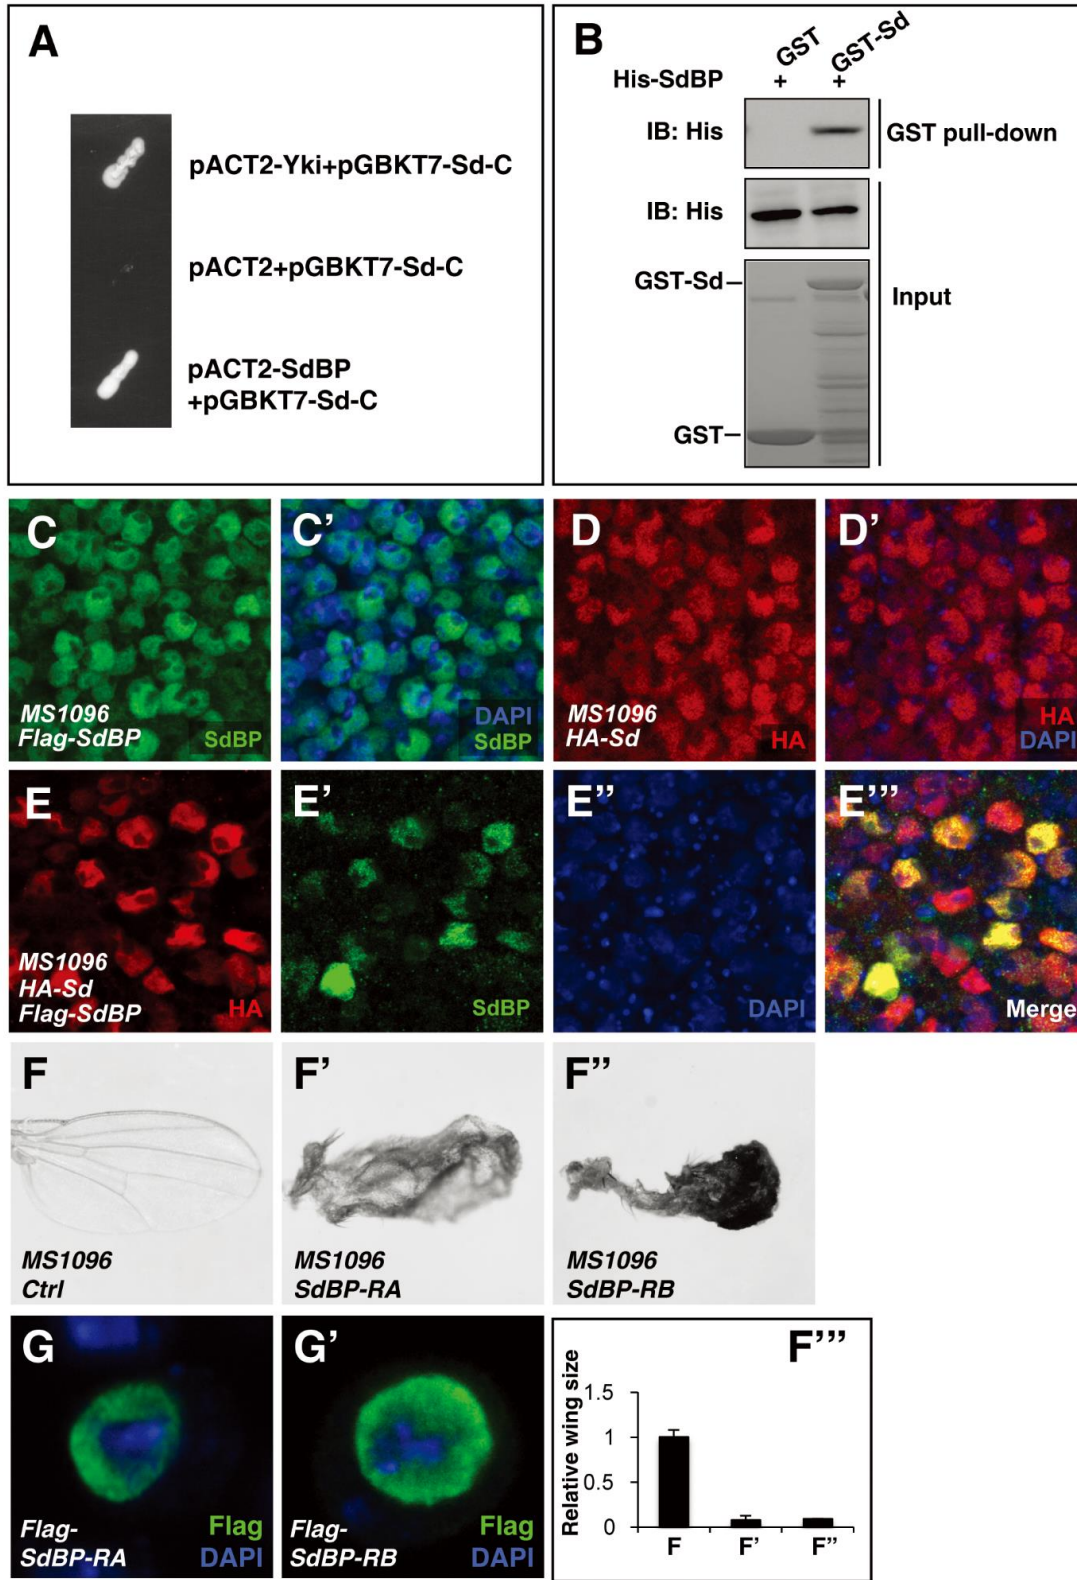 A
pACT2-Yki+pGBKT7-Sd-C
pACT2+pGBKT7-Sd-C
pACT2-SdBP
+pGBKT7-Sd-C
B
GST
GST-Sd
His-SdBP
+
+
IB: His
GST pull-down
IB: His
GST-Sd
Input
GST
C
MS1096
Flag-SdBP
SdBP
C’
DAPI
SdBP
D
MS1096
HA-Sd
HA
D’
HA
DAPI
E
MS1096
HA-Sd
Flag-SdBP
HA
E’
SdBP
E’’
DAPI
E’’’
Merge
F
MS1096
Ctrl
F’
MS1096
SdBP-RA
F’’
MS1096
SdBP-RB
G
Flag-
SdBP-RA
Flag
DAPI
G’
Flag-
SdBP-RB
Flag
DAPI
F’’’
Relative wing size
1.5
1
0.5
0
F
F’
F’’